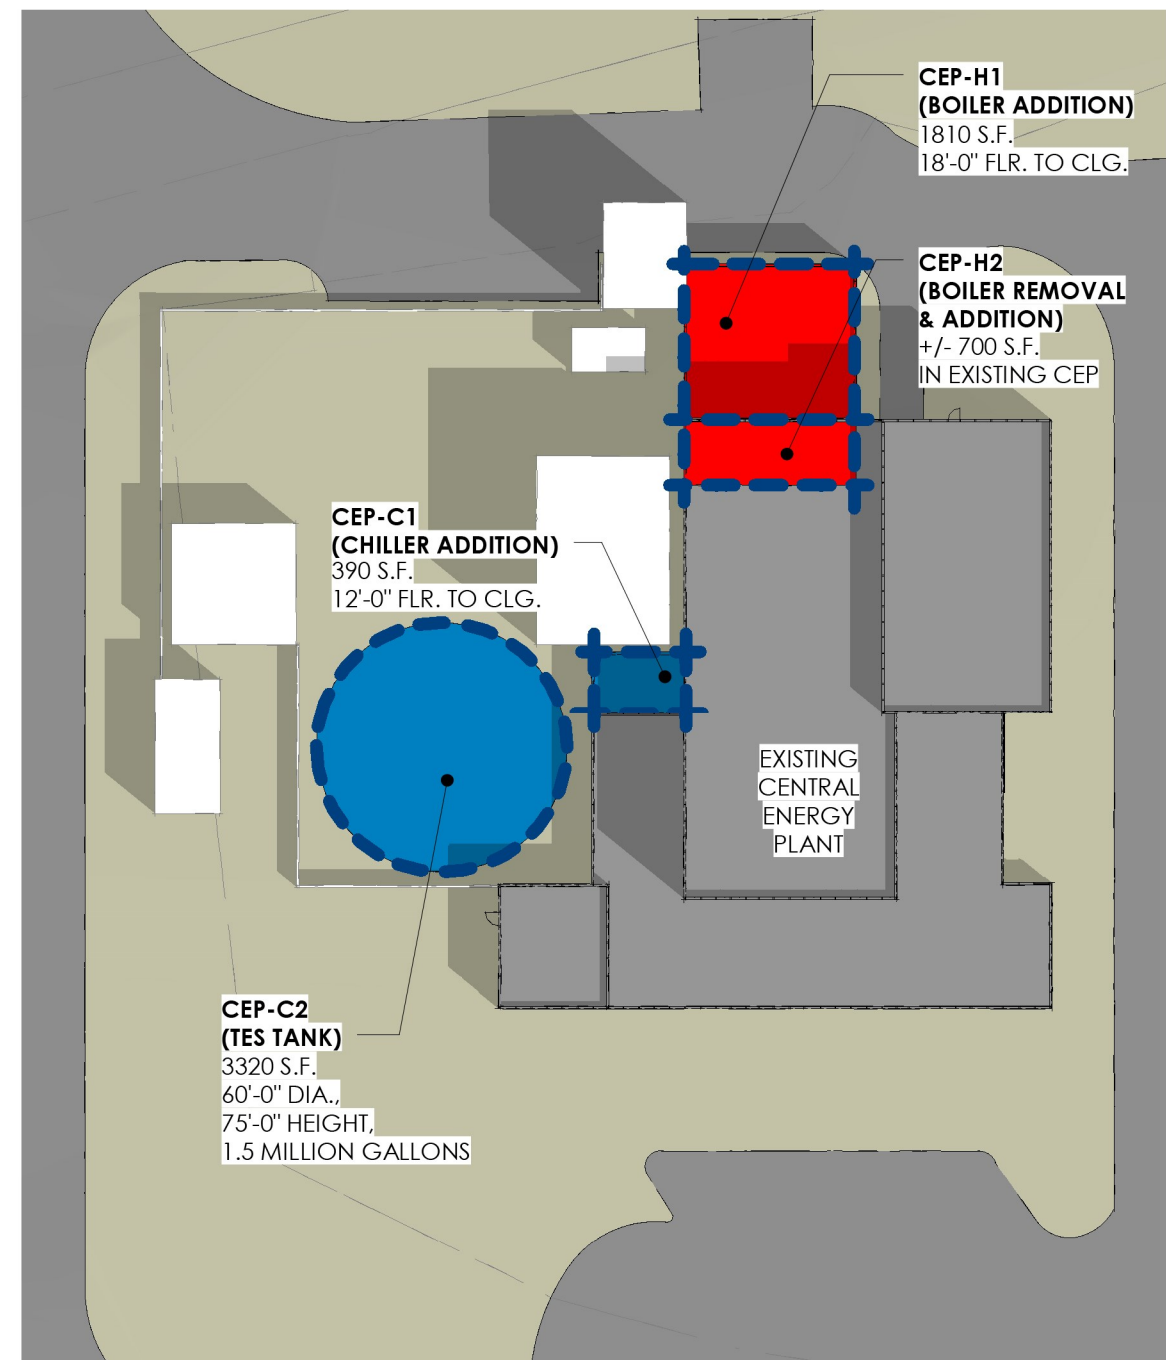 CEP-H1
(BOILER ADDITION)
1810 S.F.
18'-0" FLR. TO CLG.
CEP-H2
(BOILER REMOVAL
& ADDITION)
+/- 700 S.F.
IN EXISTING CEP
CEP-C1
(CHILLER ADDITION)
390 S.F.
12'-0" FLR. TO CLG.
EXISTING
CENTRAL
ENERGY
PLANT
CEP-C2
(TES TANK)
3320 S.F.
60'-0" DIA.,
75'-0" HEIGHT,
1.5 MILLION GALLONS